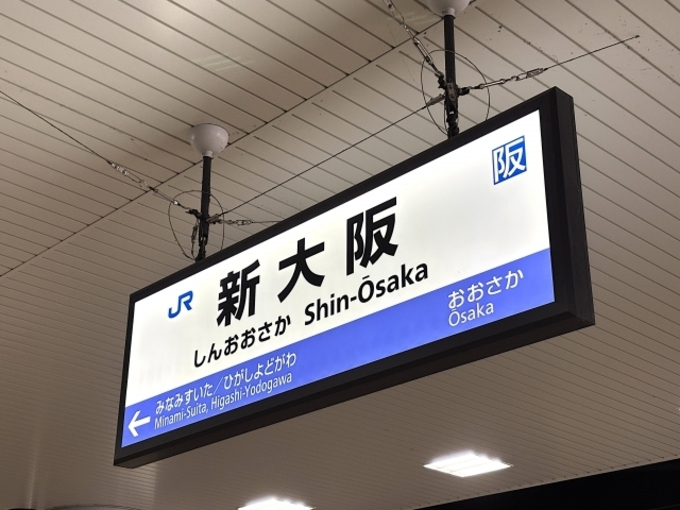 阪
JR
新大阪
しんおおさか Shin-Ōsaka
みなみすいた／ひがしよどがわ
Minami-Suita, Higashi-Yodogawa
おおさか
Ōsaka